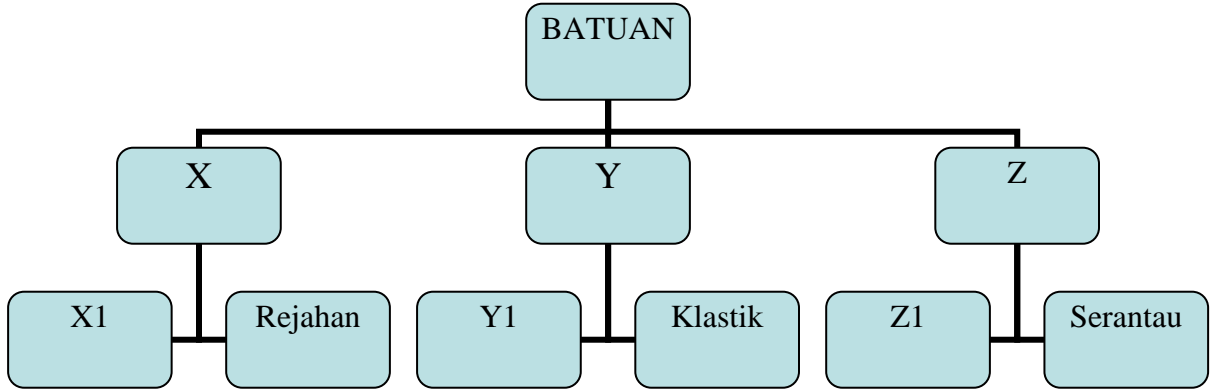 BATUAN
X
Y
Z
X1
Rejahan
Y1
Klastik
Z1
Serantau